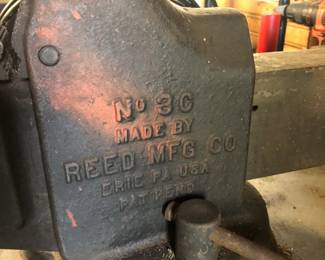 No 3C
MADE BY
REED MFG CO
ERIE PA USA
PAT PEND